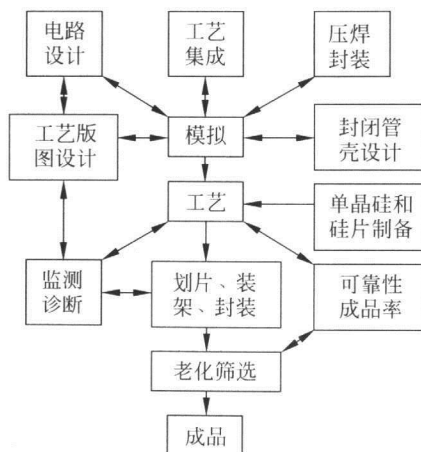 电路
设计
工艺
集成
压焊
封装
工艺版
图设计
模拟
封闭管
壳设计
工艺
单晶硅和
硅片制备
监测
诊断
划片、装
架、封装
可靠性
成品率
老化筛选
成品